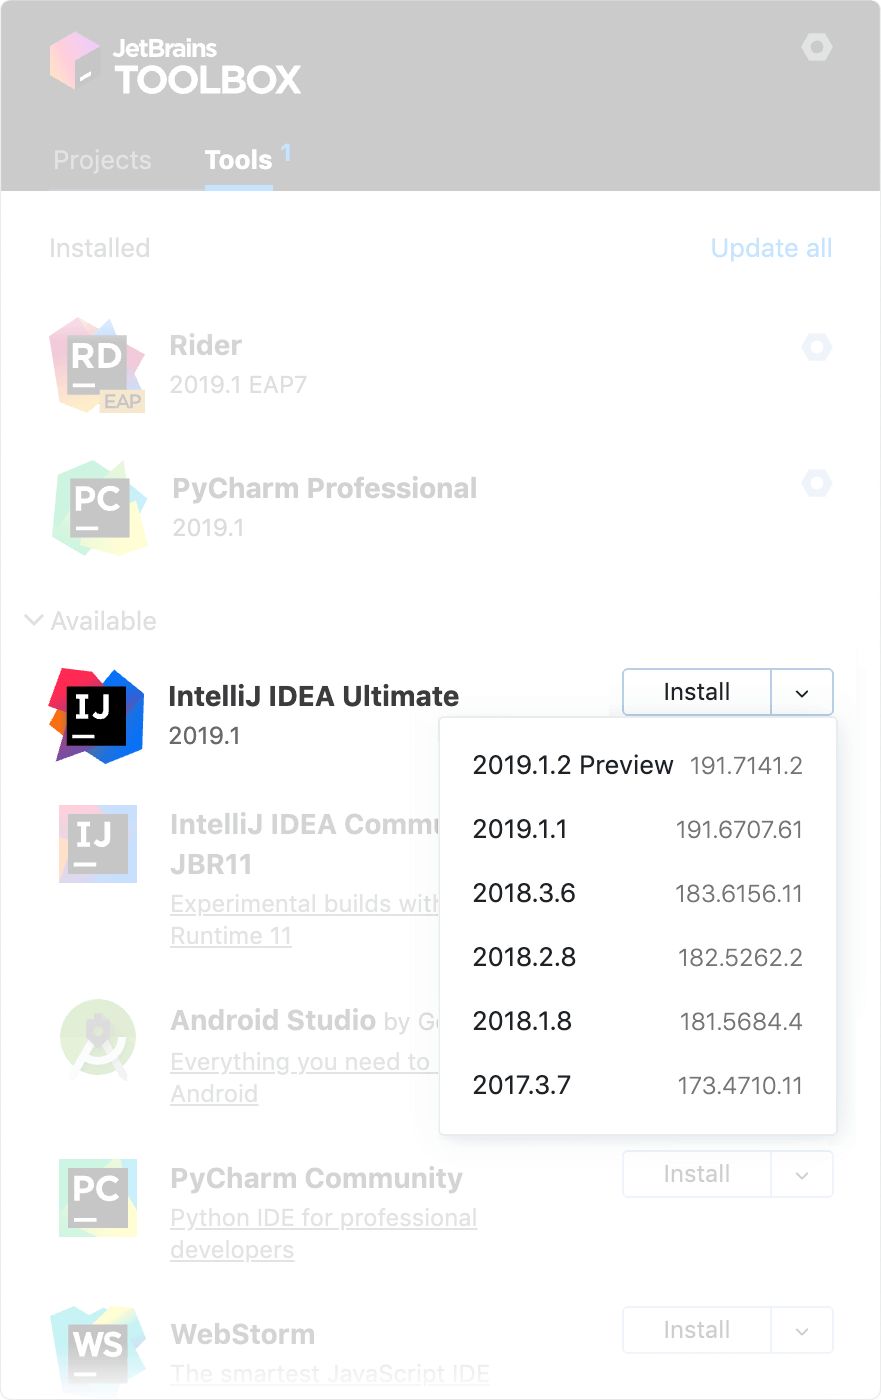 JetBrains
TOOLBOX
Projects Tools 1
Installed Update all
RD
EAP
Rider
2019.1 EAP7
PC
PyCharm Professional
2019.1
Available
IJ
IntelliJ IDEA Ultimate
2019.1
Install
2019.1.2 Preview 191.7141.2
2019.1.1 191.6707.61
2018.3.6 183.6156.11
2018.2.8 182.5262.2
2018.1.8 181.5684.4
2017.3.7 173.4710.11
IJ
IntelliJ IDEA
JBR11
Experimental builds with
Runtime 11
Android Studio by
Everything you need to
Android
PC
PyCharm Community
Python IDE for professional
developers
Install
WS
WebStorm
The smartest JavaScript IDE
Install